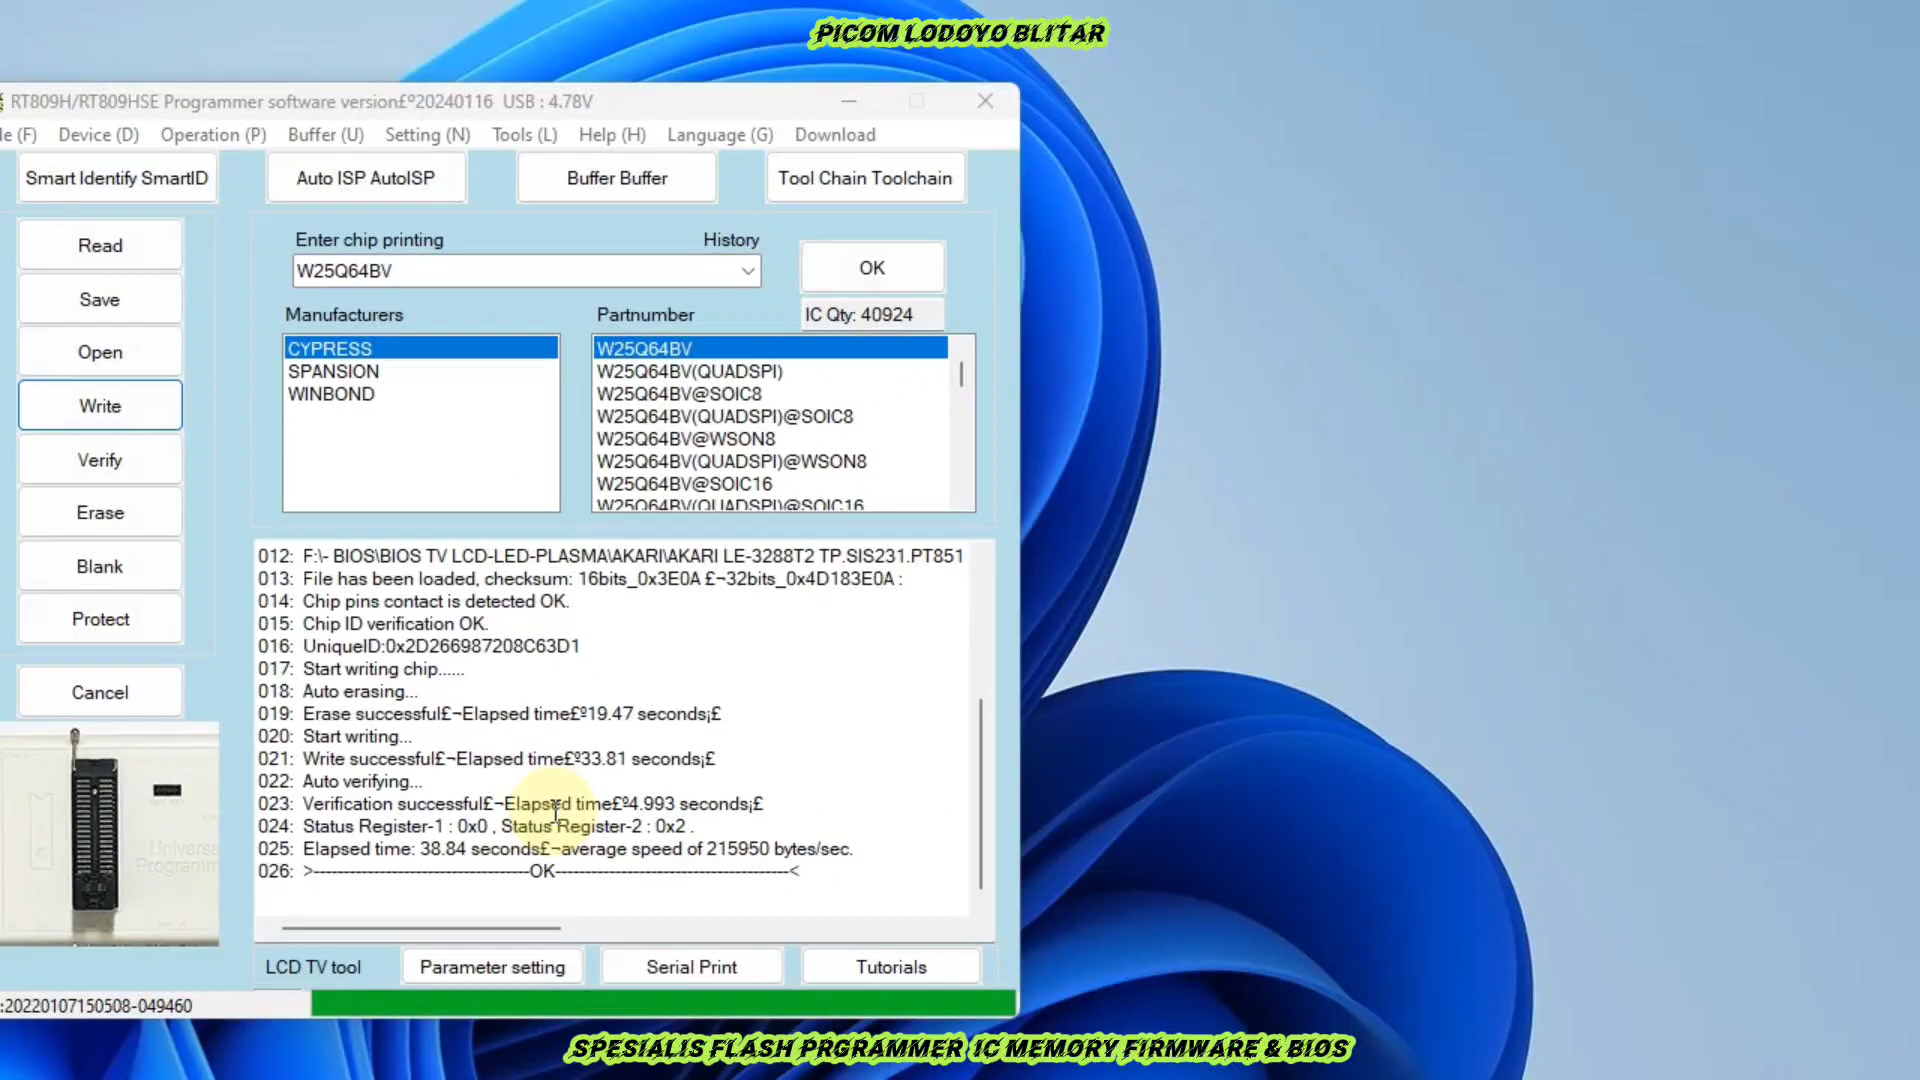 PICOM LODOYO BLITAR
RT809H/RT809HSE Programmer software version£º20240116 USB : 4.78V
le (F) Device (D) Operation (P) Buffer (U) Setting (N) Tools (L) Help (H) Language (G) Download
Smart Identify SmartID Auto ISP AutoISP Buffer Buffer Tool Chain Toolchain
Read
Save
Open
Write
Verify
Erase
Blank
Protect
Cancel
Enter chip printing History
W25Q64BV
OK
Manufacturers Partnumber IC Qty: 40924
CYPRESS
SPANSION
WINBOND
W25Q64BV
W25Q64BV(QUADSPI)
W25Q64BV@SOIC8
W25Q64BV(QUADSPI)@SOIC8
W25Q64BV@WSON8
W25Q64BV(QUADSPI)@WSON8
W25Q64BV@SOIC16
W25Q64BV(QUADSPI)@SOIC16
012: F:\- BIOS\BIOS TV LCD-LED-PLASMA\AKARI\AKARI LE-3288T2 TP.SIS231.PT851
013: File has been loaded, checksum: 16bits_0x3E0A £¬32bits_0x4D183E0A :
014: Chip pins contact is detected OK.
015: Chip ID verification OK.
016: UniqueID:0x2D266987208C63D1
017: Start writing chip......
018: Auto erasing...
019: Erase successful£¬Elapsed time£º19.47 seconds¡£
020: Start writing...
021: Write successful£¬Elapsed time£º33.81 seconds¡£
022: Auto verifying...
023: Verification successful£¬Elapsed time£º4.993 seconds¡£
024: Status Register-1 : 0x0 , Status Register-2 : 0x2 .
025: Elapsed time: 38.84 seconds£¬average speed of 215950 bytes/sec.
026: >-------------------------------------OK---------------------------------------<
Universa
Programm
LCD TV tool Parameter setting Serial Print Tutorials
:20220107150508-049460
SPESIALIS FLASH PRGRAMMER IC MEMORY FIRMWARE & BIOS